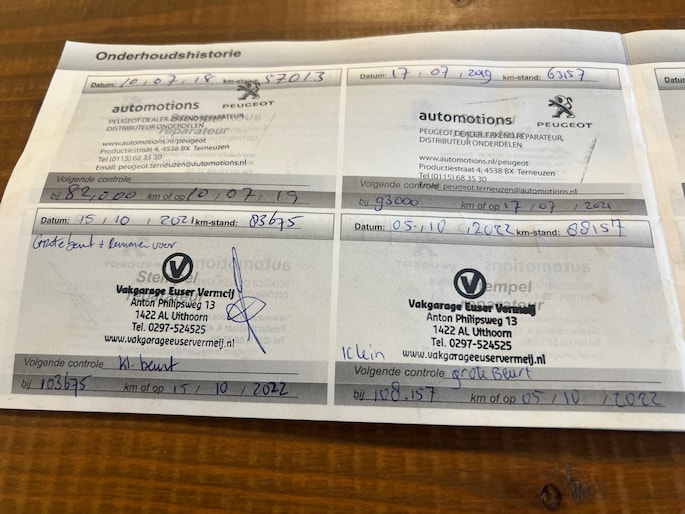 Onderhoudshistorie
Datum: 10 / 07 / 18 km-stand: 57013
automotions PEUGEOT
PEUGEOT DEALER, ERKEND REPARATEUR,
DISTRIBUTEUR ONDERDELEN
www.automotions.nl/peugeot
Productiestraat 4, 4538 BX Terneuzen
Tel (0115) 68 35 30
Email: peugeot.terneuzen@automotions.nl
Volgende controle
bij 82,000 km of op 10 / 07 / 19
Datum: 17 / 07 / 2019 km-stand: 63157
automotions PEUGEOT
PEUGEOT DEALER, ERKEND REPARATEUR,
DISTRIBUTEUR ONDERDELEN
www.automotions.nl/peugeot
Productiestraat 4, 4538 BX Terneuzen
Tel (0115) 68 35 30
Email: peugeot.terneuzen@automotions.nl
Volgende controle
bij 93000 km of op 17 / 07 / 2021
Datum: 15 / 10 / 2021 km-stand: 83675
Grote beurt + Remmen voor
Stempel
reparateur
Vakgarage Euser Vermeij
Anton Philipsweg 13
1422 AL Uithoorn
Tel. 0297-524525
www.vakgarageeuservermeij.nl
Volgende controle kl. beurt
bij 103675 km of op 15 / 10 / 2022
Datum: 05 / 10 / 2022 km-stand: 88157
Stempel
Vakgarage Euser Vermeij
Anton Philipsweg 13
1422 AL Uithoorn
Tel. 0297-524525
www.vakgarageeuservermeij.nl
Klein
Volgende controle grote Beurt
bij 108.157 km of op 05 / 10 / 2022